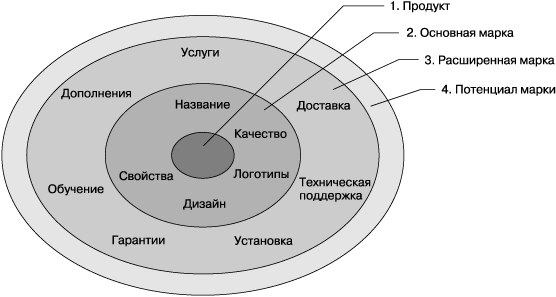 1. Продукт
2. Основная марка
3. Расширенная марка
4. Потенциал марки
Услуги
Дополнения
Название
Доставка
Качество
Свойства
Логотипы
Обучение
Техническая
поддержка
Дизайн
Гарантии
Установка